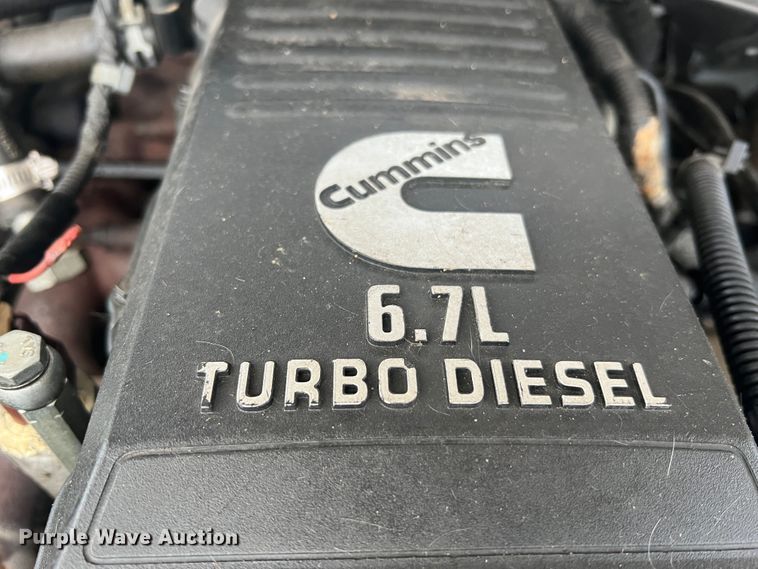 Cummins
6.7L
TURBO DIESEL
Purple Wave Auction